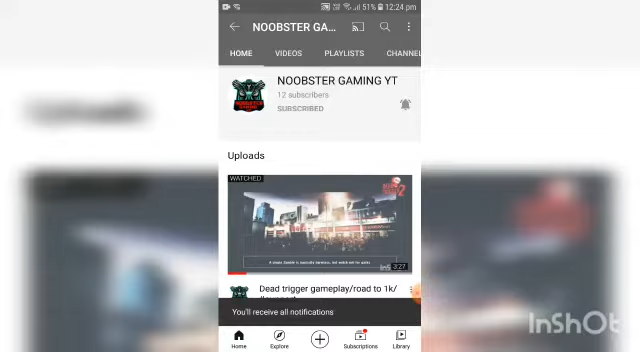 51% 12:24 pm
NOOBSTER GA...
HOME VIDEOS PLAYLISTS CHANNEL
NOOBSTER GAMING YT
12 subscribers
SUBSCRIBED
Uploads
WATCHED
3:27
Dead trigger gameplay/road to 1k/
You'll receive all notifications
Home Explore Subscriptions Library
InShOt